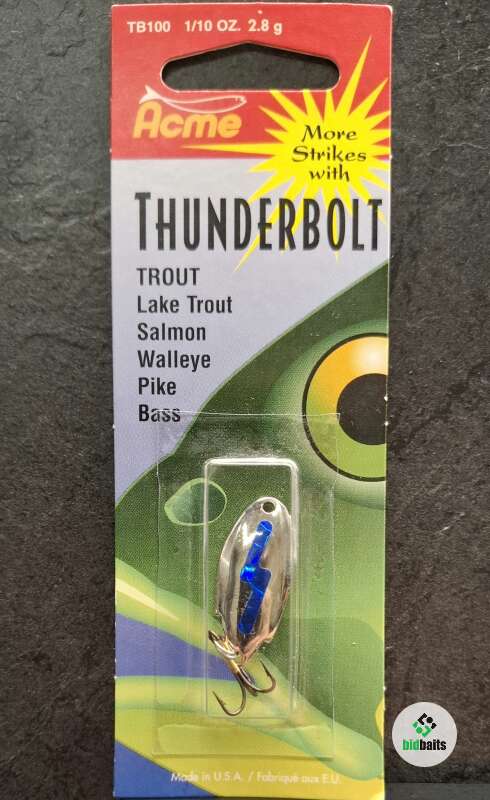 TB100 1/10 OZ. 2.8 g
Acme
More
Strikes
with
THUNDERBOLT
TROUT
Lake Trout
Salmon
Walleye
Pike
Bass
Made in U.S.A. / Fabriqué aux E.U.
bidbaits